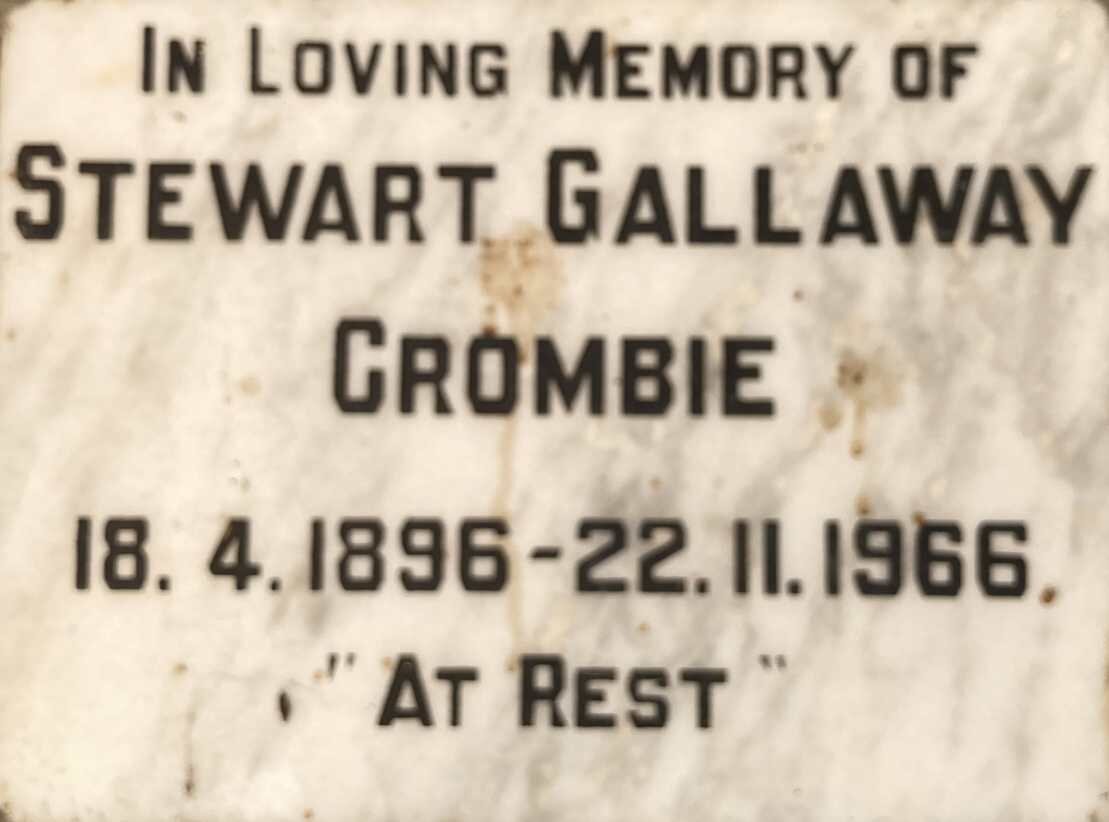 IN LOVING MEMORY OF
STEWART GALLAWAY
CROMBIE
18. 4. 1896 - 22. 11. 1966.
"AT REST"